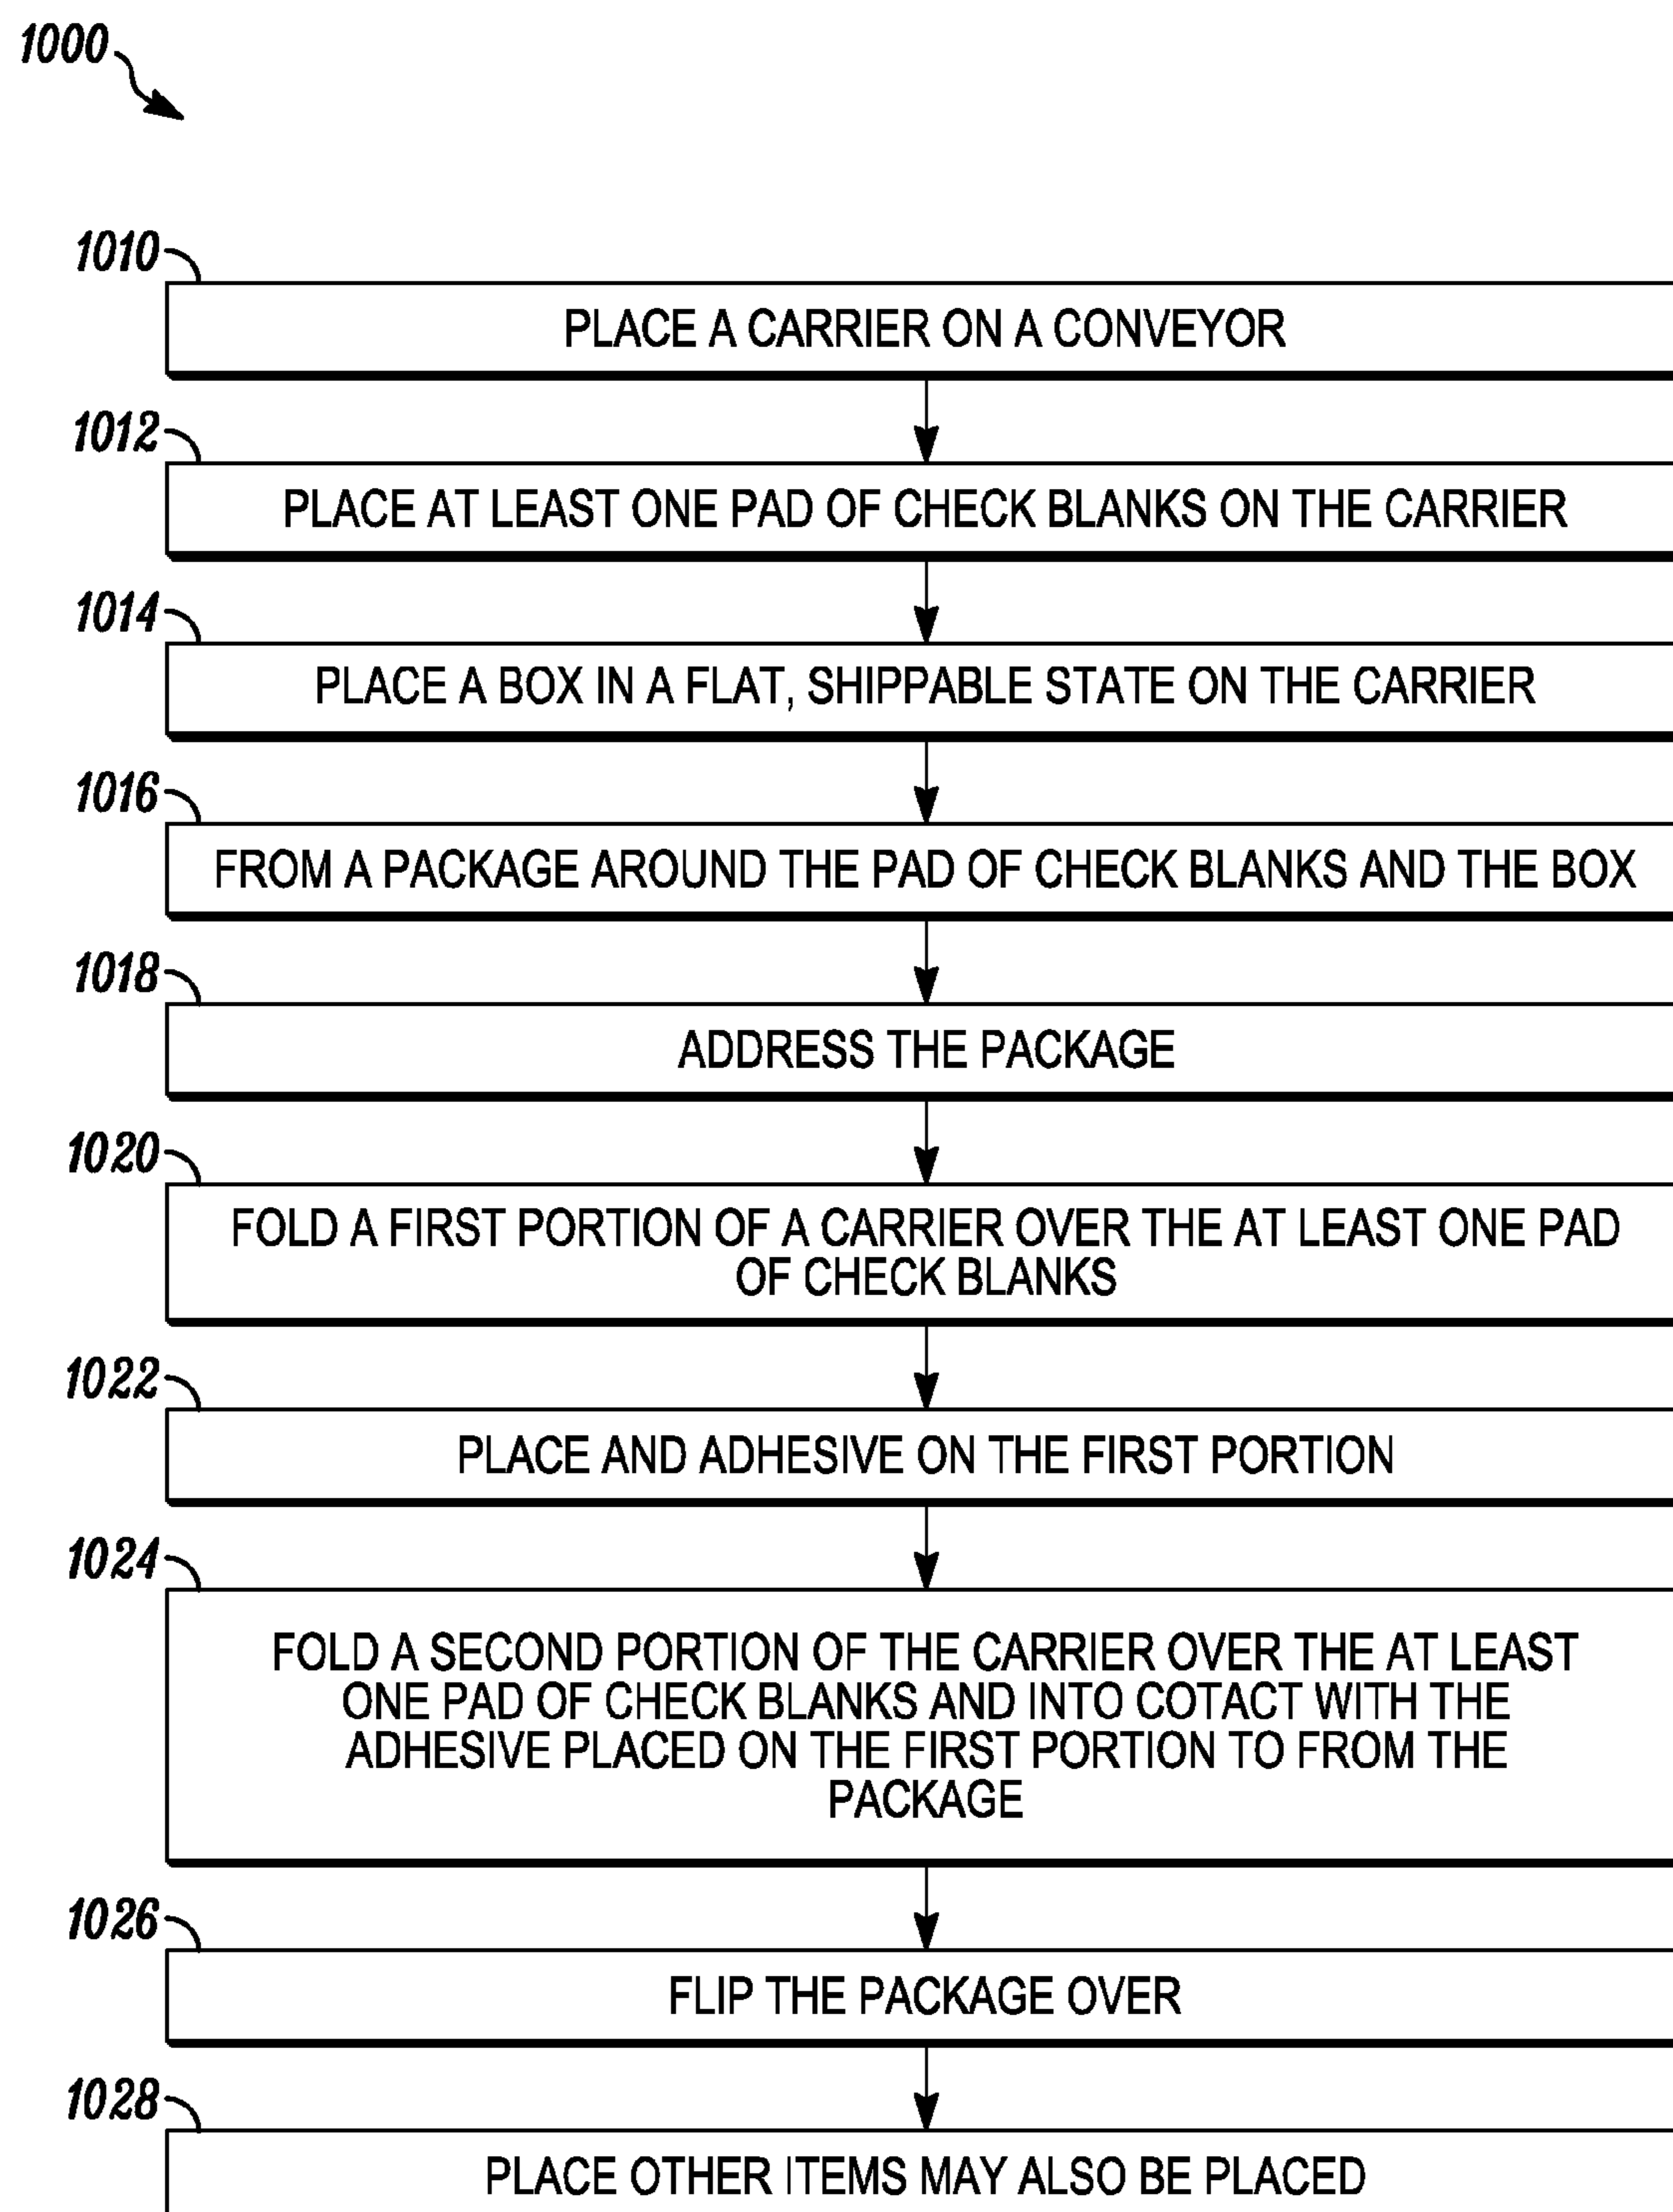 1000
1010
PLACE A CARRIER ON A CONVEYOR
1012
PLACE AT LEAST ONE PAD OF CHECK BLANKS ON THE CARRIER
1014
PLACE A BOX IN A FLAT, SHIPPABLE STATE ON THE CARRIER
1016
FROM A PACKAGE AROUND THE PAD OF CHECK BLANKS AND THE BOX
1018
ADDRESS THE PACKAGE
1020
FOLD A FIRST PORTION OF A CARRIER OVER THE AT LEAST ONE PAD
OF CHECK BLANKS
1022
PLACE AND ADHESIVE ON THE FIRST PORTION
1024
FOLD A SECOND PORTION OF THE CARRIER OVER THE AT LEAST
ONE PAD OF CHECK BLANKS AND INTO COTACT WITH THE
ADHESIVE PLACED ON THE FIRST PORTION TO FROM THE
PACKAGE
1026
FLIP THE PACKAGE OVER
1028
PLACE OTHER ITEMS MAY ALSO BE PLACED